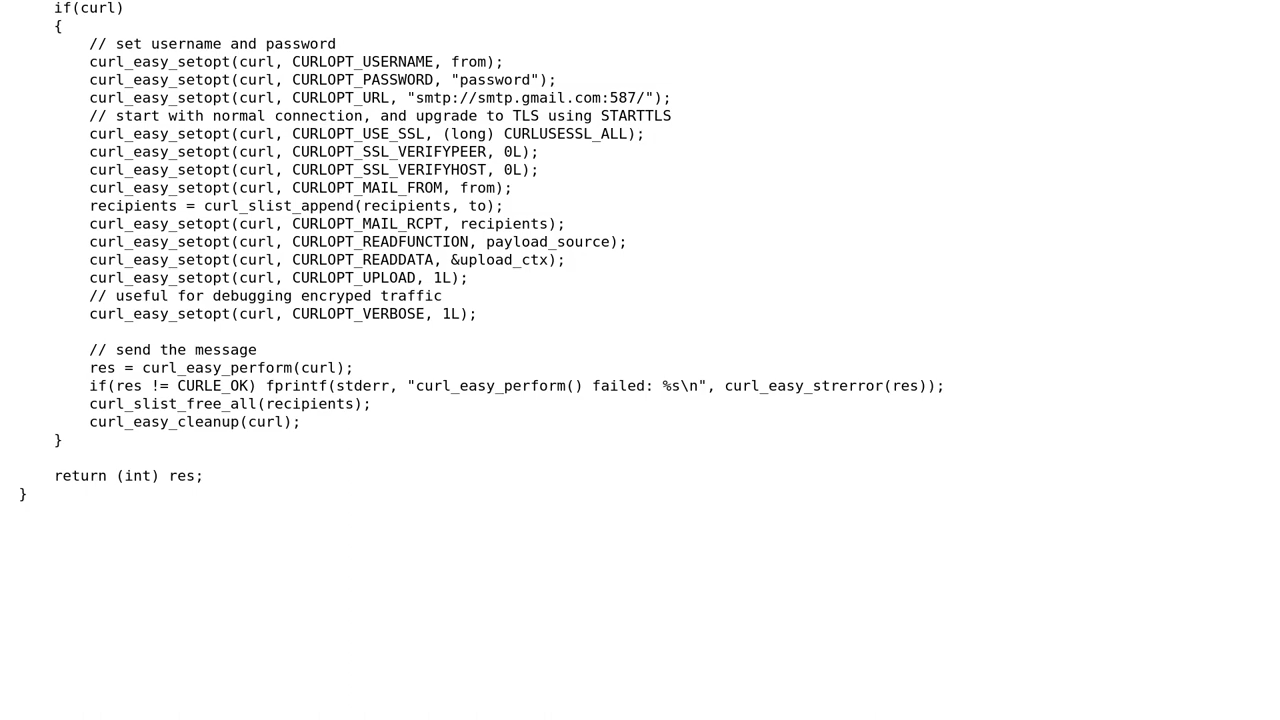 if(curl)
{
// set username and password
curl_easy_setopt(curl, CURLOPT_USERNAME, from);
curl_easy_setopt(curl, CURLOPT_PASSWORD, "password");
curl_easy_setopt(curl, CURLOPT_URL, "smtp://smtp.gmail.com:587/");
// start with normal connection, and upgrade to TLS using STARTTLS
curl_easy_setopt(curl, CURLOPT_USE_SSL, (long) CURLUSESSL_ALL);
curl_easy_setopt(curl, CURLOPT_SSL_VERIFYPEER, 0L);
curl_easy_setopt(curl, CURLOPT_SSL_VERIFYHOST, 0L);
curl_easy_setopt(curl, CURLOPT_MAIL_FROM, from);
recipients = curl_slist_append(recipients, to);
curl_easy_setopt(curl, CURLOPT_MAIL_RCPT, recipients);
curl_easy_setopt(curl, CURLOPT_READFUNCTION, payload_source);
curl_easy_setopt(curl, CURLOPT_READDATA, &upload_ctx);
curl_easy_setopt(curl, CURLOPT_UPLOAD, 1L);
// useful for debugging encryped traffic
curl_easy_setopt(curl, CURLOPT_VERBOSE, 1L);
// send the message
res = curl_easy_perform(curl);
if(res != CURLE_OK) fprintf(stderr, "curl_easy_perform() failed: %s\n", curl_easy_strerror(res));
curl_slist_free_all(recipients);
curl_easy_cleanup(curl);
}
return (int) res;
}